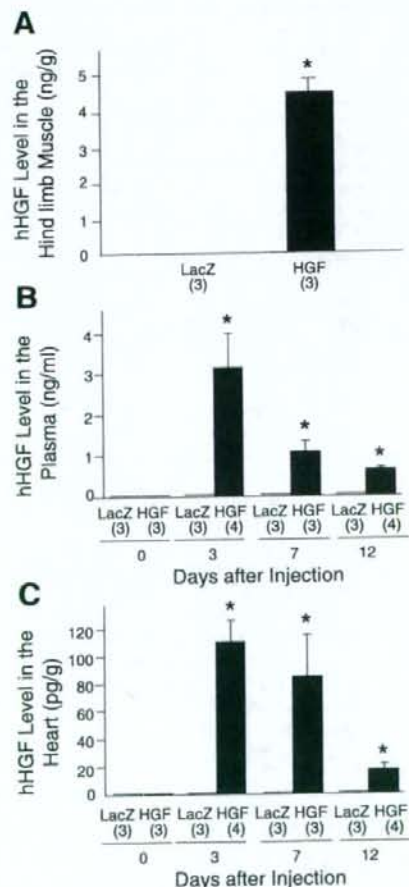 A
hHGF Level in the
Hind limb Muscle (ng/g)
5
4
3
2
1
0
*
LacZ HGF
(3) (3)
B
hHGF Level in the
Plasma (ng/ml)
4
3
2
1
0
* * *
LacZ HGF LacZ HGF LacZ HGF LacZ HGF
(3) (3) (3) (4) (3) (3) (3) (4)
0 3 7 12
Days after Injection
C
hHGF Level in the
Heart (pg/g)
120
100
80
60
40
20
0
* * *
LacZ HGF LacZ HGF LacZ HGF LacZ HGF
(3) (3) (3) (4) (3) (3) (3) (4)
0 3 7 12
Days after Injection